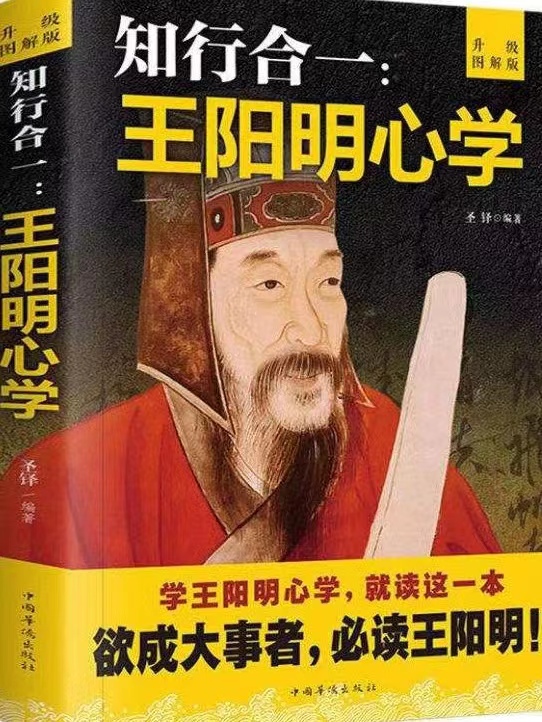 升级
图解版
知行合一：
王阳明心学
圣铎 编著
中国华侨出版社
升级
图解版
知行合一：
王阳明心学
圣铎⊙编著
学王阳明心学，就读这一本
欲成大事者，必读王阳明！
中国华侨出版社